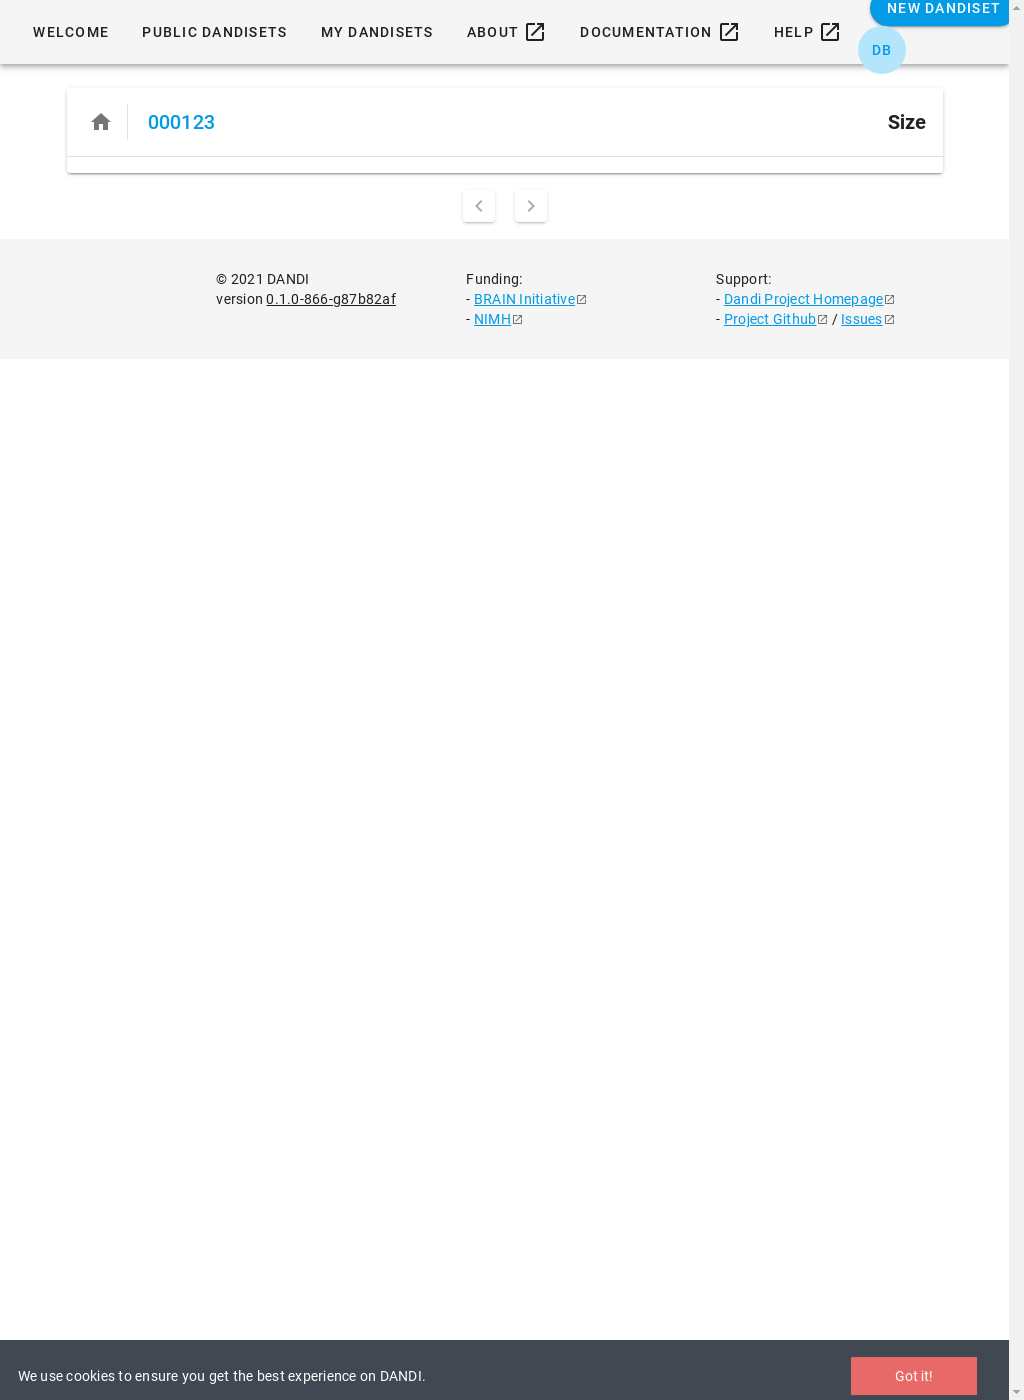 NEW DANDISET
WELCOME PUBLIC DANDISETS MY DANDISETS ABOUT DOCUMENTATION HELP
DB
000123 Size
© 2021 DANDI
version 0.1.0-866-g87b82af
Funding:
- BRAIN Initiative
- NIMH
Support:
- Dandi Project Homepage
- Project Github / Issues
We use cookies to ensure you get the best experience on DANDI.
Got it!